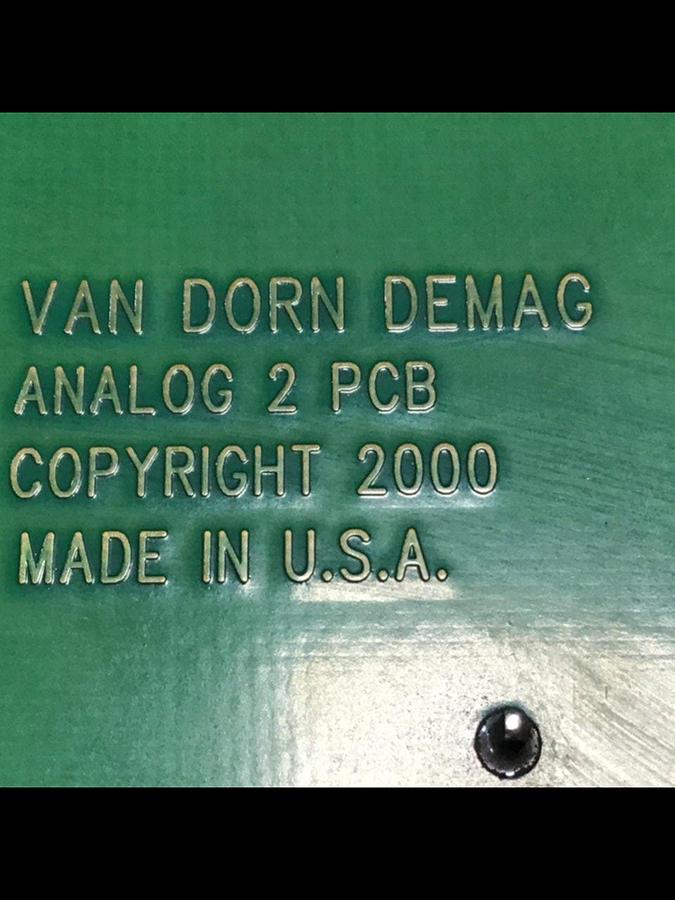 VAN DORN DEMAG
ANALOG 2 PCB
COPYRIGHT 2000
MADE IN U.S.A.